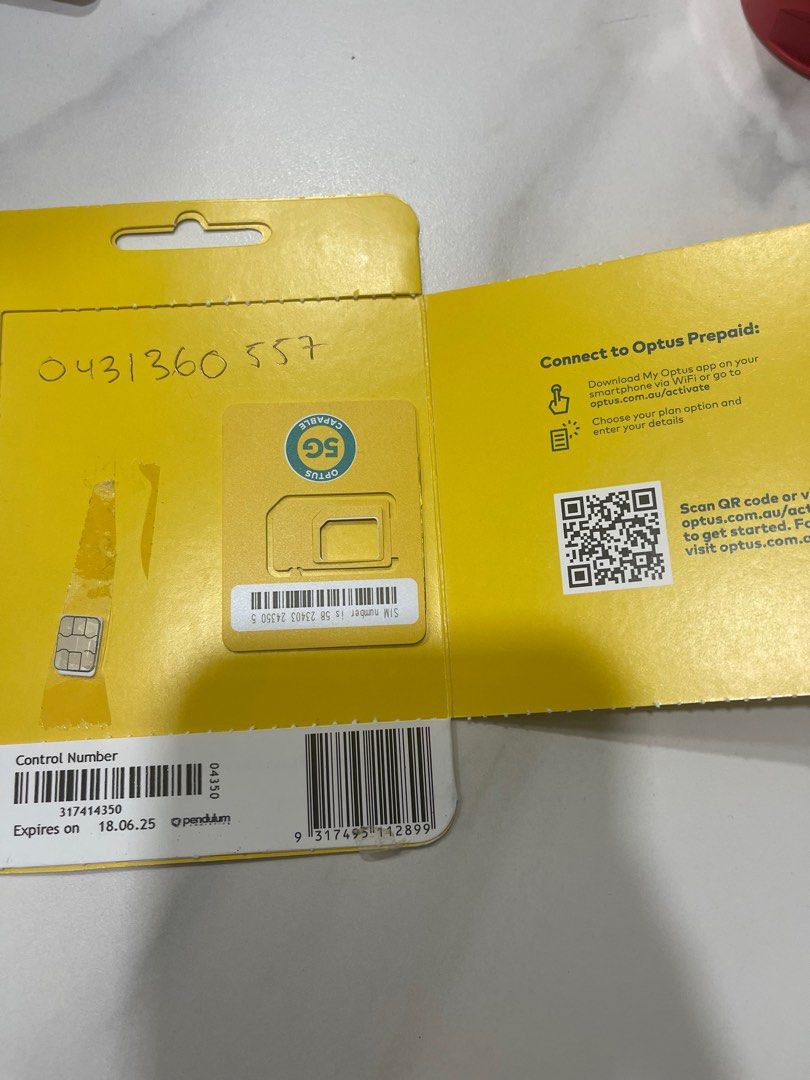 0431360 557
OPTUS
5G
CAPABLE
SIM number is 58 23403 24350 5
Control Number
04350
317414350
Expires on 18.06.25
pendulum
9 317495 112899
Connect to Optus Prepaid:
Download My Optus app on your
smartphone via WiFi or go to
optus.com.au/activate
Choose your plan option and
enter your details
Scan QR code or v
optus.com.au/act
to get started. Fo
visit optus.com.a